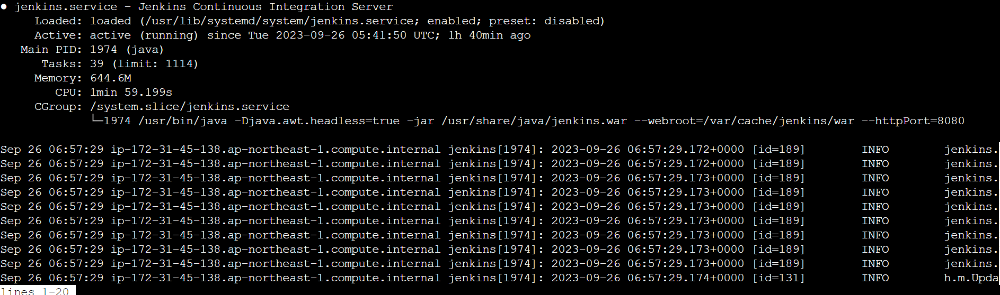 ● jenkins.service - Jenkins Continuous Integration Server
     Loaded: loaded (/usr/lib/systemd/system/jenkins.service; enabled; preset: disabled)
     Active: active (running) since Tue 2023-09-26 05:41:50 UTC; 1h 40min ago
   Main PID: 1974 (java)
      Tasks: 39 (limit: 1114)
     Memory: 644.6M
        CPU: 1min 59.199s
     CGroup: /system.slice/jenkins.service
             └─1974 /usr/bin/java -Djava.awt.headless=true -jar /usr/share/java/jenkins.war --webroot=/var/cache/jenkins/war --httpPort=8080
Sep 26 06:57:29 ip-172-31-45-138.ap-northeast-1.compute.internal jenkins[1974]: 2023-09-26 06:57:29.172+0000 [id=189]        INFO        jenkins.
Sep 26 06:57:29 ip-172-31-45-138.ap-northeast-1.compute.internal jenkins[1974]: 2023-09-26 06:57:29.172+0000 [id=189]        INFO        jenkins.
Sep 26 06:57:29 ip-172-31-45-138.ap-northeast-1.compute.internal jenkins[1974]: 2023-09-26 06:57:29.173+0000 [id=189]        INFO        jenkins.
Sep 26 06:57:29 ip-172-31-45-138.ap-northeast-1.compute.internal jenkins[1974]: 2023-09-26 06:57:29.173+0000 [id=189]        INFO        jenkins.
Sep 26 06:57:29 ip-172-31-45-138.ap-northeast-1.compute.internal jenkins[1974]: 2023-09-26 06:57:29.173+0000 [id=189]        INFO        jenkins.
Sep 26 06:57:29 ip-172-31-45-138.ap-northeast-1.compute.internal jenkins[1974]: 2023-09-26 06:57:29.173+0000 [id=189]        INFO        jenkins.
Sep 26 06:57:29 ip-172-31-45-138.ap-northeast-1.compute.internal jenkins[1974]: 2023-09-26 06:57:29.173+0000 [id=189]        INFO        jenkins.
Sep 26 06:57:29 ip-172-31-45-138.ap-northeast-1.compute.internal jenkins[1974]: 2023-09-26 06:57:29.173+0000 [id=189]        INFO        jenkins.
Sep 26 06:57:29 ip-172-31-45-138.ap-northeast-1.compute.internal jenkins[1974]: 2023-09-26 06:57:29.173+0000 [id=189]        INFO        jenkins.
Sep 26 06:57:29 ip-172-31-45-138.ap-northeast-1.compute.internal jenkins[1974]: 2023-09-26 06:57:29.174+0000 [id=131]        INFO        h.m.Upda
lines 1-20